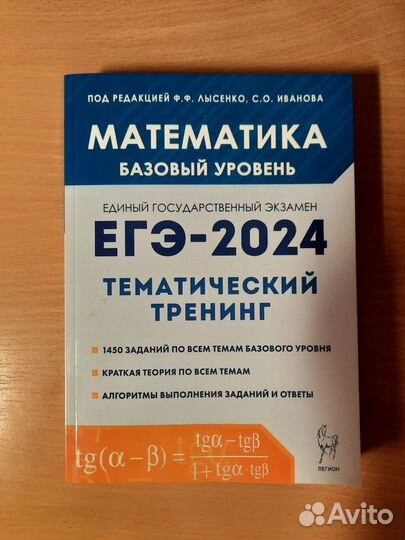 ПОД РЕДАКЦИЕЙ Ф.Ф. ЛЫСЕНКО, С.О. ИВАНОВА
МАТЕМАТИКА
БАЗОВЫЙ УРОВЕНЬ
ЕДИНЫЙ ГОСУДАРСТВЕННЫЙ ЭКЗАМЕН
ЕГЭ-2024
ТЕМАТИЧЕСКИЙ
ТРЕНИНГ
1450 ЗАДАНИЙ ПО ВСЕМ ТЕМАМ БАЗОВОГО УРОВНЯ
КРАТКАЯ ТЕОРИЯ ПО ВСЕМ ТЕМАМ
АЛГОРИТМЫ ВЫПОЛНЕНИЯ ЗАДАНИЙ И ОТВЕТЫ
tg(α−β) = tgα−tgβ / 1+tgα·tgβ
ЛЕГИОН
Avito